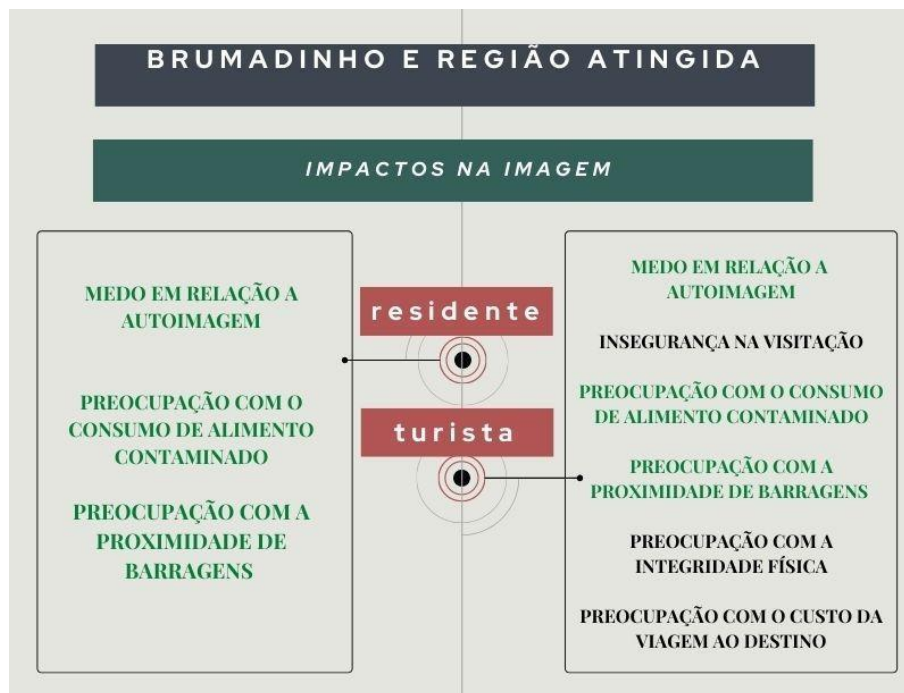 BRUMADINHO E REGIÃO ATINGIDA
IMPACTOS NA IMAGEM
residente
MEDO EM RELAÇÃO A
AUTOIMAGEM
PREOCUPAÇÃO COM O
CONSUMO DE ALIMENTO
CONTAMINADO
PREOCUPAÇÃO COM A
PROXIMIDADE DE
BARRAGENS
turista
MEDO EM RELAÇÃO A
AUTOIMAGEM
INSEGURANÇA NA VISITAÇÃO
PREOCUPAÇÃO COM O CONSUMO
DE ALIMENTO CONTAMINADO
PREOCUPAÇÃO COM A
PROXIMIDADE DE BARRAGENS
PREOCUPAÇÃO COM A
INTEGRIDADE FÍSICA
PREOCUPAÇÃO COM O CUSTO DA
VIAGEM AO DESTINO